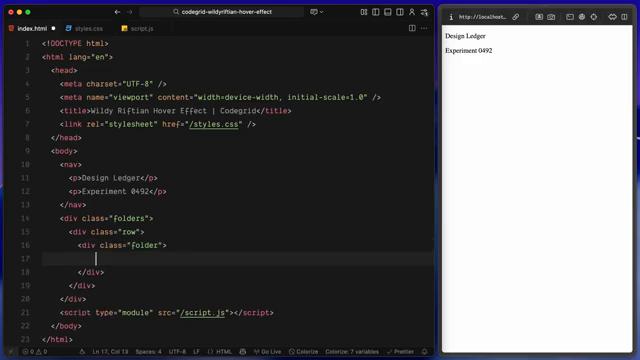 codegrid-wildyriftian-hover-effect
index.html
styles.css
script.js
1 <!DOCTYPE html>
2 <html lang="en">
3 <head>
4 <meta charset="UTF-8" />
5 <meta name="viewport" content="width=device-width, initial-scale=1.0" />
6 <title>Wildy Riftian Hover Effect | Codegrid</title>
7 <link rel="stylesheet" href="/styles.css" />
8 </head>
9 <body>
10 <nav>
11 <p>Design Ledger</p>
12 <p>Experiment 0492</p>
13 </nav>
14 <div class="folders">
15 <div class="row">
16 <div class="folder">
17
18 </div>
19 </div>
20 </div>
21 <script type="module" src="/script.js"></script>
22 </body>
23 </html>
Ln 17, Col 13 Spaces: 4 UTF-8 LF HTML Go Live Colorize Colorize: 7 variables Prettier
http://localhost...
Design Ledger
Experiment 0492